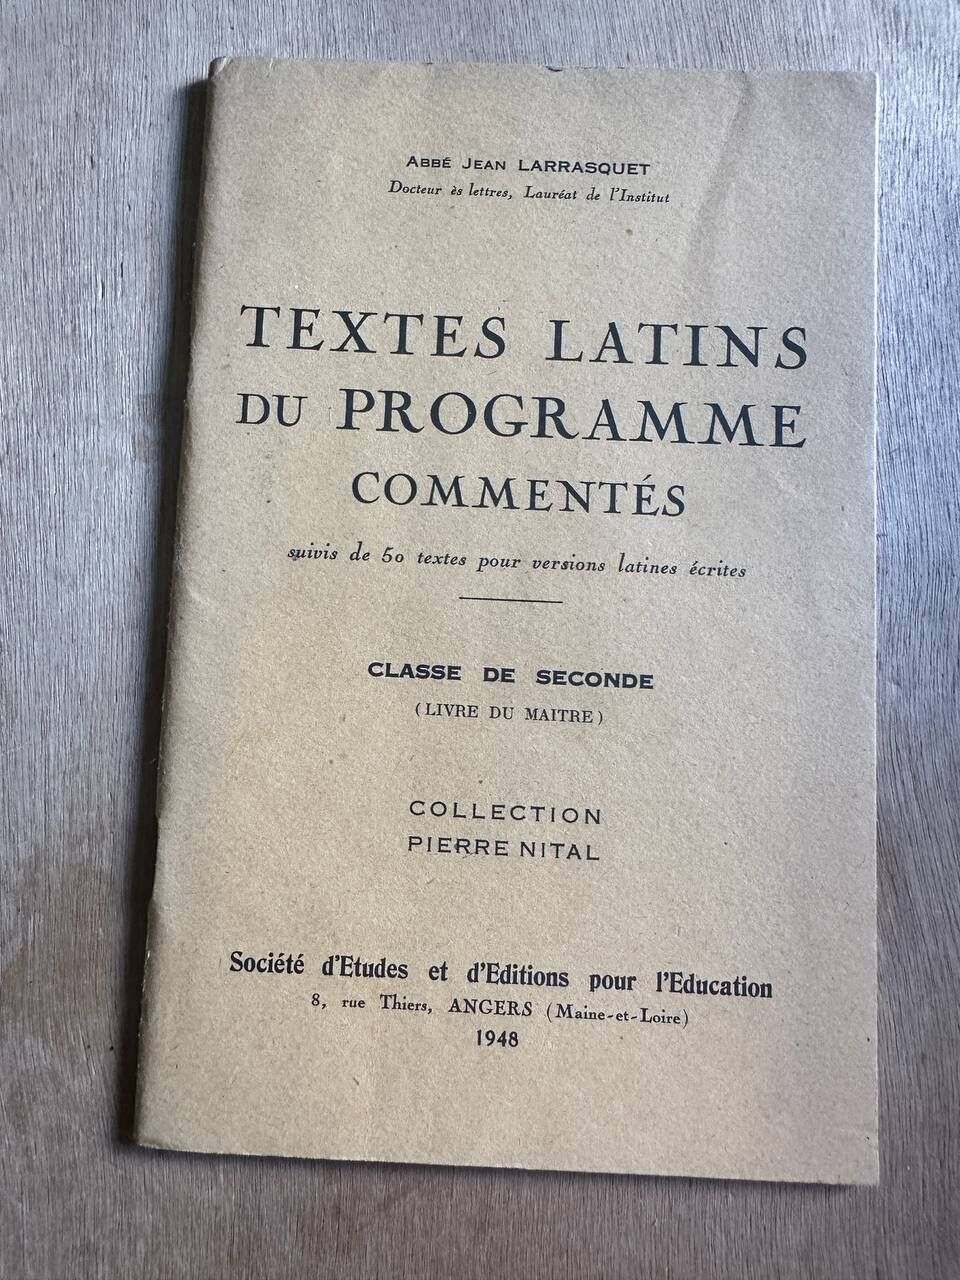 ABBÉ JEAN LARRASQUET
Docteur ès lettres, Lauréat de l'Institut
TEXTES LATINS
DU PROGRAMME
COMMENTÉS
suivis de 50 textes pour versions latines écrites
CLASSE DE SECONDE
(LIVRE DU MAITRE)
COLLECTION
PIERRE NITAL
Société d'Etudes et d'Editions pour l'Education
8, rue Thiers, ANGERS (Maine-et-Loire)
1948